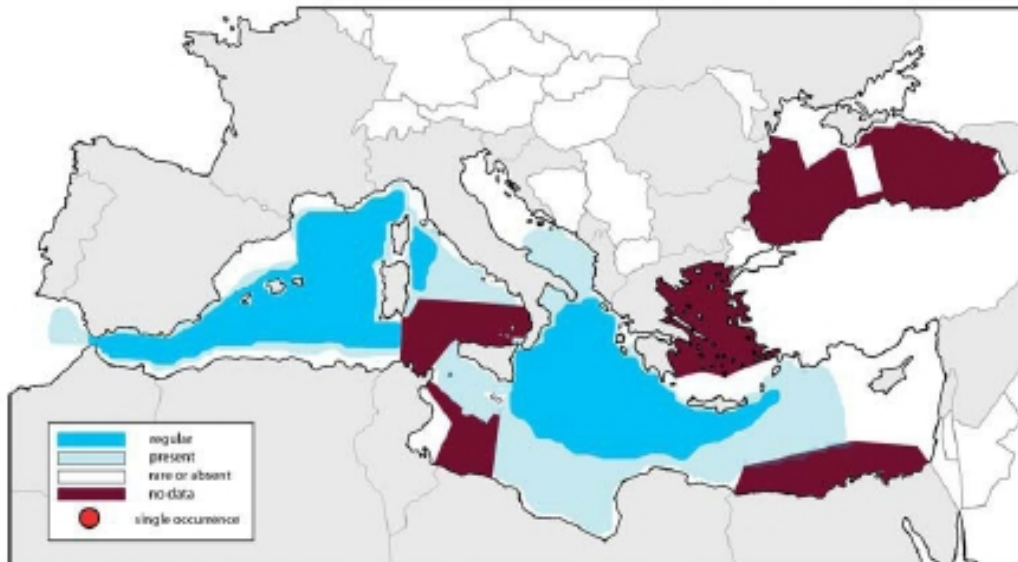 regular
present
rare or absent
no data
single occurrence